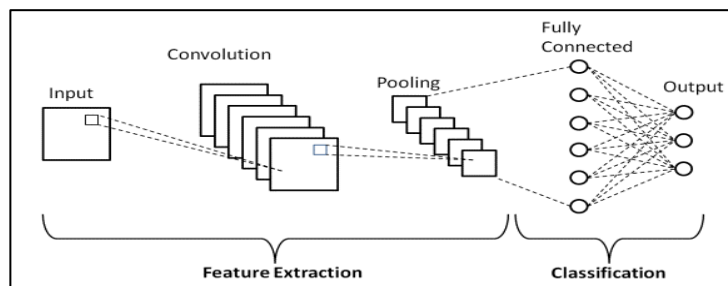 Fully
Connected
Convolution
Pooling
Output
Input
Feature Extraction
Classification